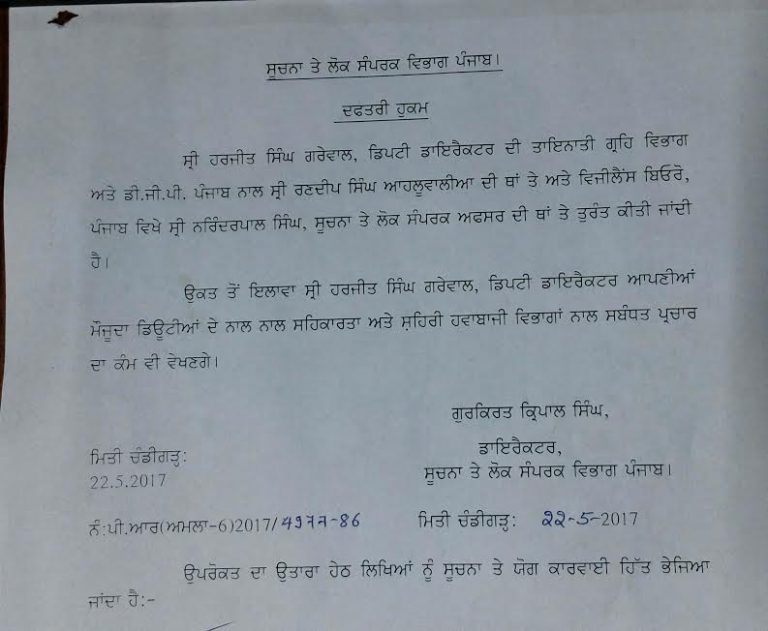 ਸੂਚਨਾ ਤੇ ਲੋਕ ਸੰਪਰਕ ਵਿਭਾਗ ਪੰਜਾਬ।
ਦਫਤਰੀ ਹੁਕਮ
ਸ੍ਰੀ ਹਰਜੀਤ ਸਿੰਘ ਗਰੇਵਾਲ, ਡਿਪਟੀ ਡਾਇਰੈਕਟਰ ਦੀ ਤਾਇਨਾਤੀ ਗ੍ਰਹਿ ਵਿਭਾਗ
ਅਤੇ ਡੀ.ਜੀ.ਪੀ. ਪੰਜਾਬ ਨਾਲ ਸ੍ਰੀ ਰਣਦੀਪ ਸਿੰਘ ਆਹਲੂਵਾਲੀਆ ਦੀ ਥਾਂ ਤੇ ਅਤੇ ਵਿਜੀਲੈਂਸ ਬਿਓਰੋ,
ਪੰਜਾਬ ਵਿਖੇ ਸ੍ਰੀ ਨਰਿੰਦਰਪਾਲ ਸਿੰਘ, ਸੂਚਨਾ ਤੇ ਲੋਕ ਸੰਪਰਕ ਅਫਸਰ ਦੀ ਥਾਂ ਤੇ ਤੁਰੰਤ ਕੀਤੀ ਜਾਂਦੀ
ਹੈ।
ਉਕਤ ਤੋਂ ਇਲਾਵਾ ਸ੍ਰੀ ਹਰਜੀਤ ਸਿੰਘ ਗਰੇਵਾਲ, ਡਿਪਟੀ ਡਾਇਰੈਕਟਰ ਆਪਣੀਆਂ
ਮੌਜੂਦਾ ਡਿਊਟੀਆਂ ਦੇ ਨਾਲ ਨਾਲ ਸਹਿਕਾਰਤਾ ਅਤੇ ਸ਼ਹਿਰੀ ਹਵਾਬਾਜੀ ਵਿਭਾਗਾਂ ਨਾਲ ਸਬੰਧਤ ਪ੍ਰਚਾਰ
ਦਾ ਕੰਮ ਵੀ ਵੇਖਣਗੇ।
ਗੁਰਕਿਰਤ ਕ੍ਰਿਪਾਲ ਸਿੰਘ,
ਡਾਇਰੈਕਟਰ,
ਸੂਚਨਾ ਤੇ ਲੋਕ ਸੰਪਰਕ ਵਿਭਾਗ ਪੰਜਾਬ।
ਮਿਤੀ ਚੰਡੀਗੜ੍ਹ:
22.5.2017
ਨੰ:ਪੀ.ਆਰ(ਅਮਲਾ-6)2017/4977-86 ਮਿਤੀ ਚੰਡੀਗੜ੍ਹ: 22-5-2017
ਉਪਰੋਕਤ ਦਾ ਉਤਾਰਾ ਹੇਠ ਲਿਖਿਆਂ ਨੂੰ ਸੂਚਨਾ ਤੇ ਯੋਗ ਕਾਰਵਾਈ ਹਿੱਤ ਭੇਜਿਆ
ਜਾਂਦਾ ਹੈ:-